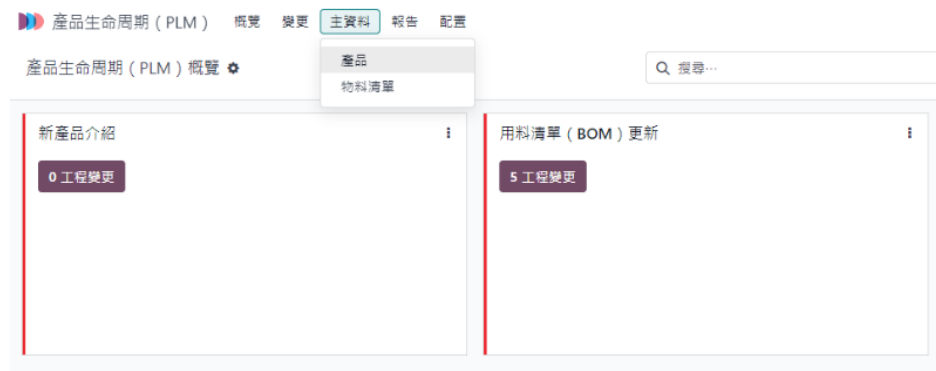 產品生命周期 ( PLM ) 概覽 變更 主資料 報告 配置
產品生命周期 ( PLM ) 概覽
產品
物料清單
搜尋…
新產品介紹
0 工程變更
用料清單 ( BOM ) 更新
5 工程變更